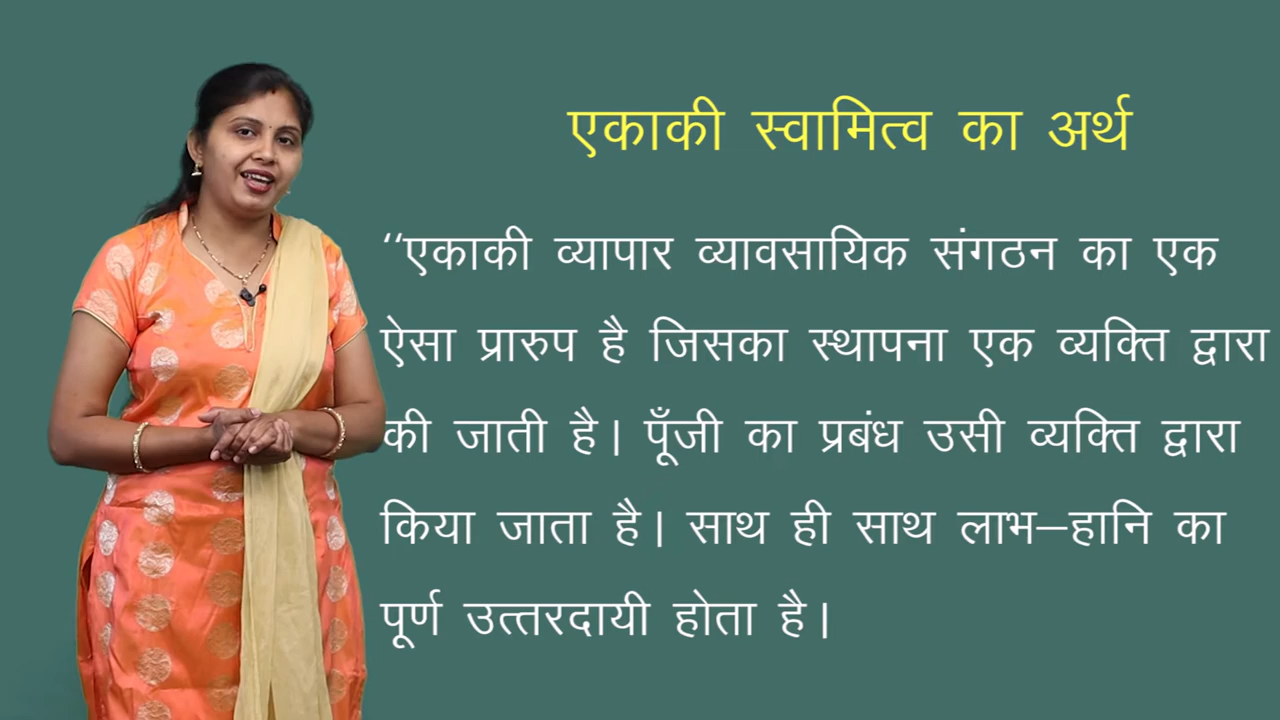 एकाकी स्वामित्व का अर्थ
‘‘एकाकी व्यापार व्यावसायिक संगठन का एक
ऐसा प्रारुप है जिसका स्थापना एक व्यक्ति द्वारा
की जाती है। पूँजी का प्रबंध उसी व्यक्ति द्वारा
किया जाता है। साथ ही साथ लाभ–हानि का
पूर्ण उत्तरदायी होता है।